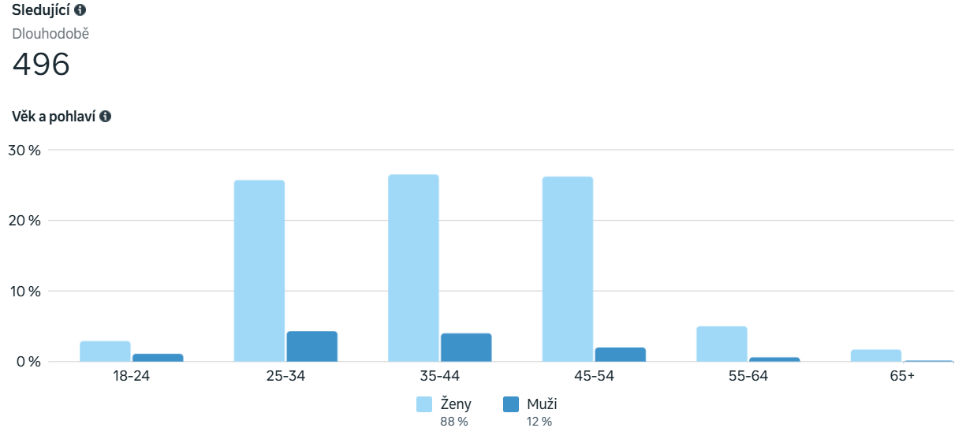 Sledující
Dlouhodobě
496
Věk a pohlaví
30 %
20 %
10 %
0 %
18-24 25-34 35-44 45-54 55-64 65+
Ženy Muži
88 % 12 %